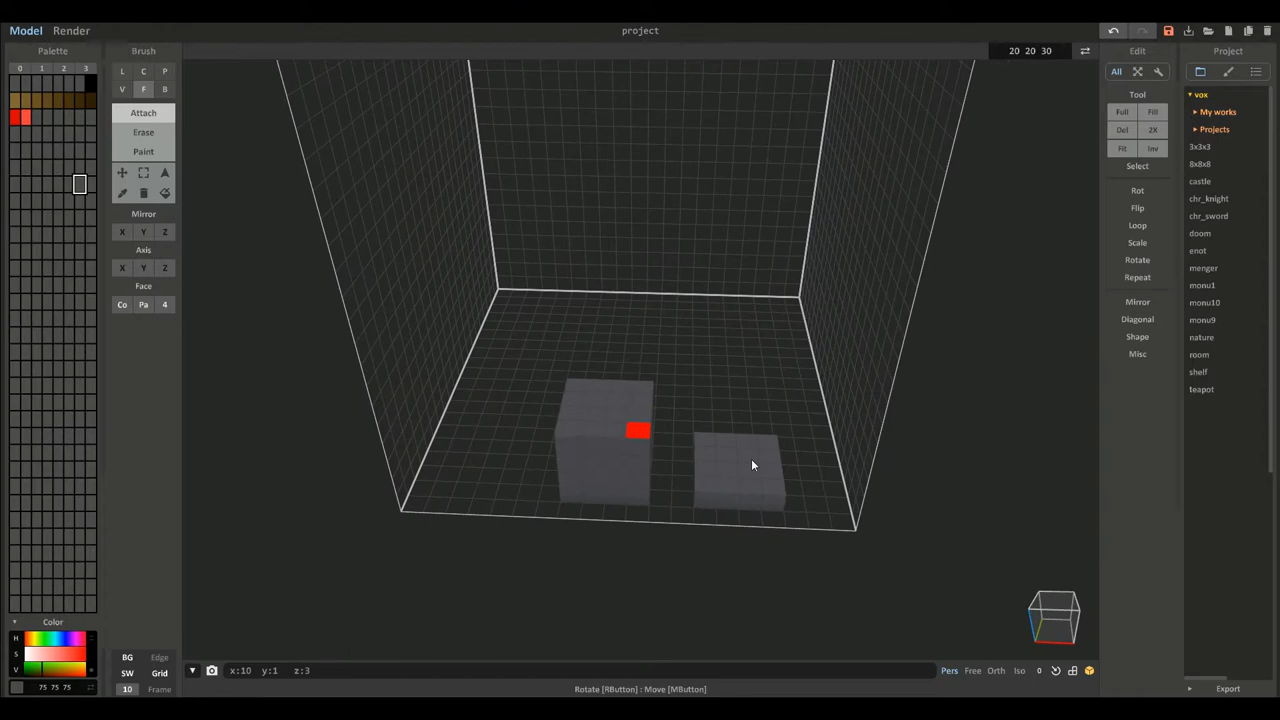 Model Render
project
Palette
0 1 2 3
Color
H
S
V
75 75 75
Brush
L C P
V F B
Attach
Erase
Paint
Mirror
X Y Z
Axis
X Y Z
Face
Co Pa 4
BG Edge
SW Grid
10 Frame
20 20 30
x:10 y:1 z:3
Pers Free Orth Iso 0
Rotate [RButton] : Move [MButton]
Edit
All
Tool
Full Fill
Del 2X
Fit Inv
Select
Rot
Flip
Loop
Scale
Rotate
Repeat
Mirror
Diagonal
Shape
Misc
Project
vox
My works
Projects
3x3x3
8x8x8
castle
chr_knight
chr_sword
doom
enot
menger
monu1
monu10
monu9
nature
room
shelf
teapot
Export